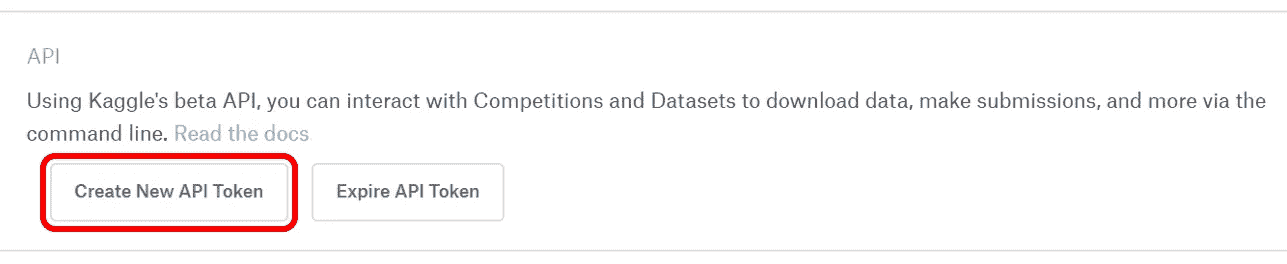 API
Using Kaggle's beta API, you can interact with Competitions and Datasets to download data, make submissions, and more via the
command line. Read the docs
Create New API Token Expire API Token